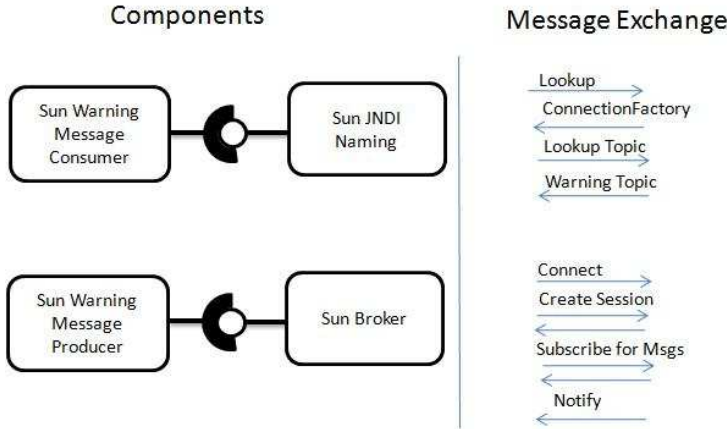 Components
Message Exchange
Sun Warning
Message
Consumer
Sun JNDI
Naming
Lookup
ConnectionFactory
Lookup Topic
Warning Topic
Sun Warning
Message
Producer
Sun Broker
Connect
Create Session
Subscribe for Msgs
Notify